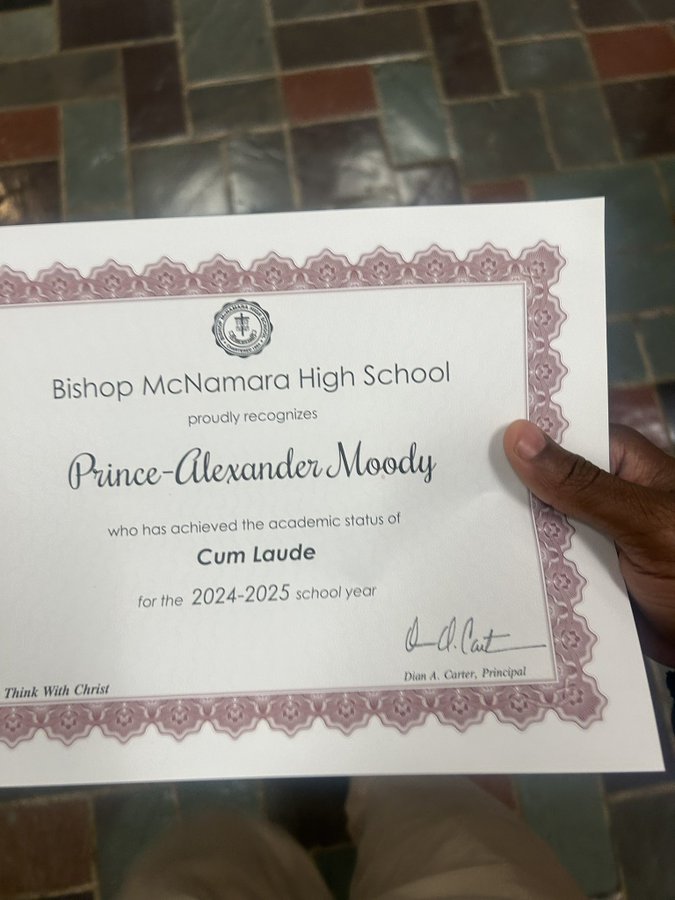 Bishop McNamara High School
proudly recognizes
Prince-Alexander Moody
who has achieved the academic status of
Cum Laude
for the 2024-2025 school year
Dian A. Carter, Principal
Think With Christ